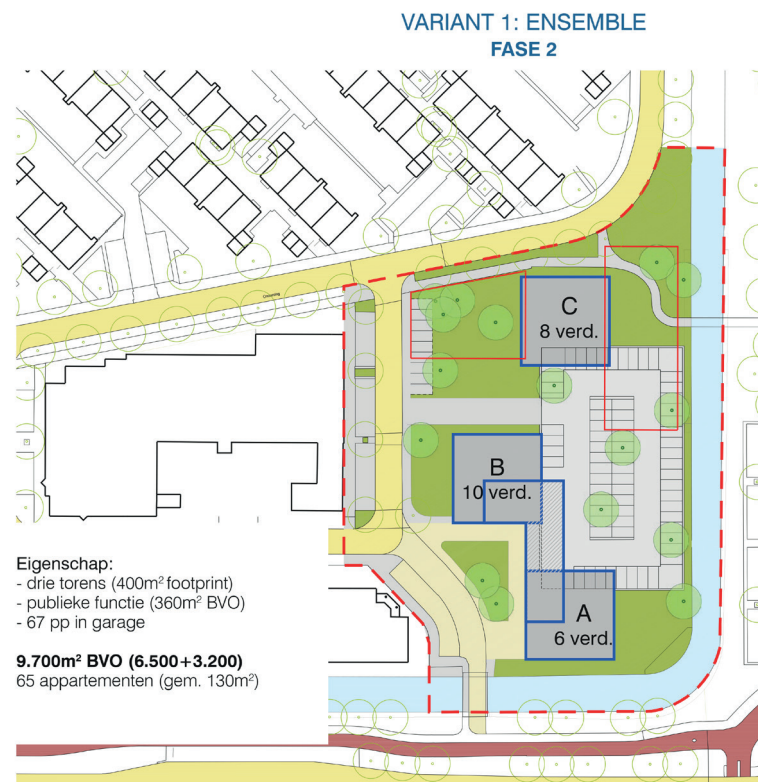 VARIANT 1: ENSEMBLE
FASE 2
C
8 verd.
B
10 verd.
A
6 verd.
Eigenschap:
- drie torens (400m² footprint)
- publieke functie (360m² BVO)
- 67 pp in garage
9.700m² BVO (6.500+3.200)
65 appartementen (gem. 130m²)